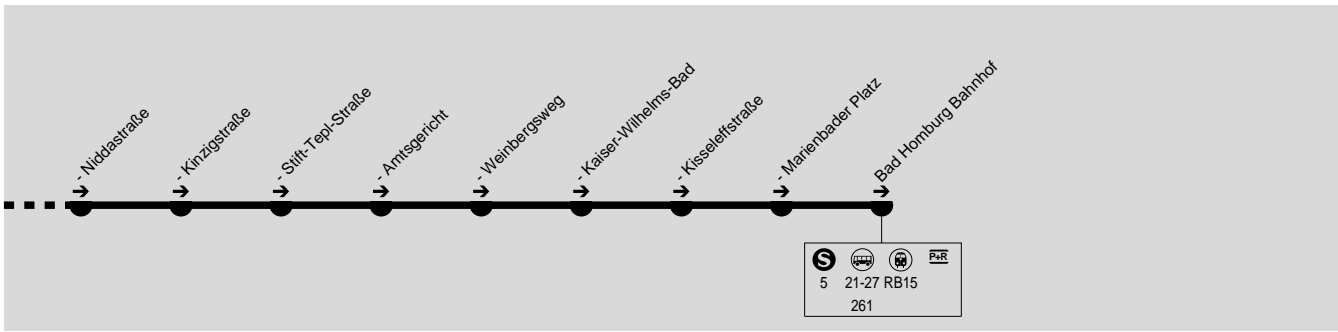 - Niddastraße
- Kinzigstraße
- Stift-Tepl-Straße
- Amtsgericht
- Weinbergsweg
- Kaiser-Wilhelms-Bad
- Kisseleffstraße
- Marienbader Platz
Bad Homburg Bahnhof
S P+R
5 21-27 RB15
261